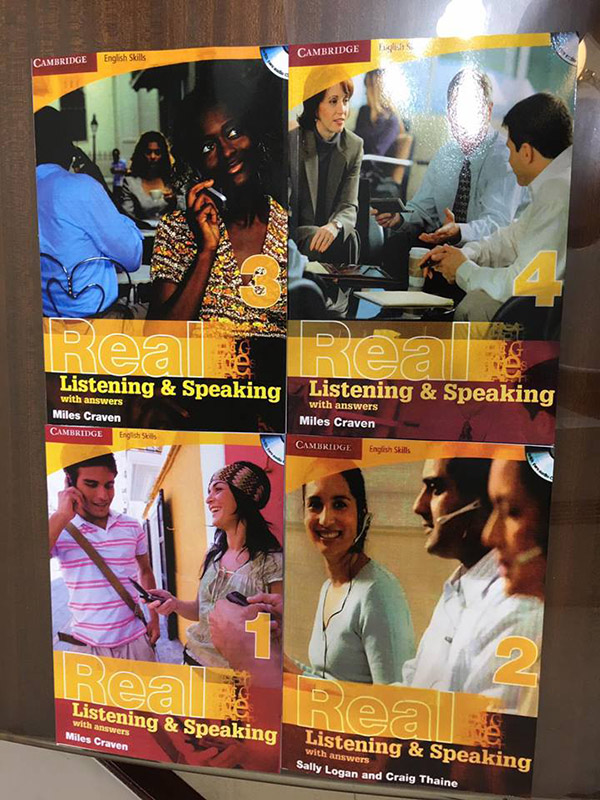 CAMBRIDGE English Skills
3
Real
Listening & Speaking
with answers
Miles Craven
CAMBRIDGE English
4
Real
Listening & Speaking
with answers
Miles Craven
CAMBRIDGE English Skills
1
Real
Listening & Speaking
with answers
Miles Craven
CAMBRIDGE English Skills
2
Real
Listening & Speaking
with answers
Sally Logan and Craig Thaine